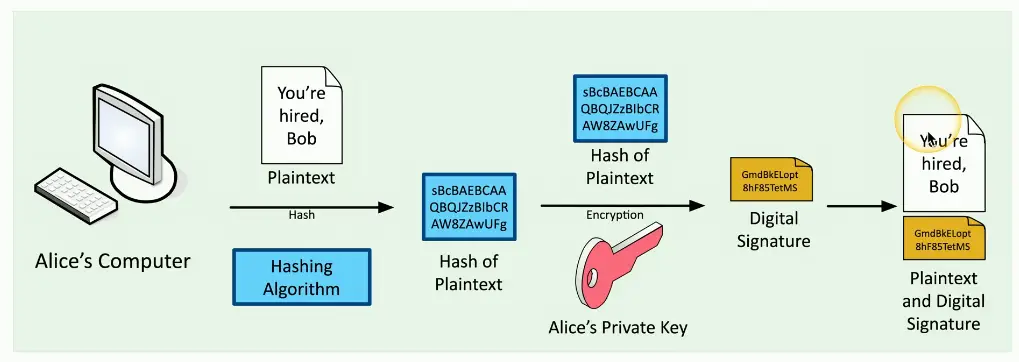 Alice's Computer
You're
hired,
Bob
Plaintext
Hash
Hashing
Algorithm
sBcBAEBCAA
QBQJZzBIbCR
AW8ZAwUFg
Hash of
Plaintext
sBcBAEBCAA
QBQJZzBIbCR
AW8ZAwUFg
Hash of
Plaintext
Encryption
Alice's Private Key
GmdBkELopt
8hF85TetMS
Digital
Signature
You're
hired,
Bob
GmdBkELopt
8hF85TetMS
Plaintext
and Digital
Signature